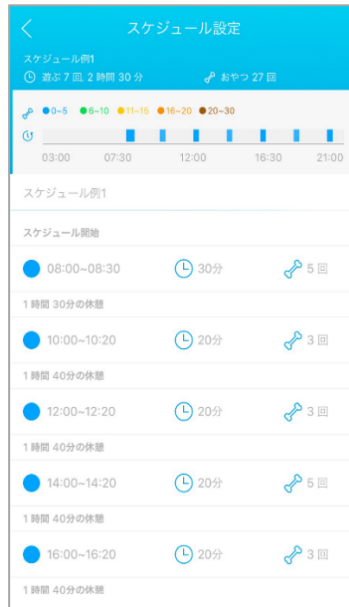 スケジュール設定
スケジュール例1
遊ぶ 7 回, 2 時間 30 分 おやつ 27 回
0~5 6~10 11~15 16~20 20~30
03:00 07:30 12:00 16:30 21:00
スケジュール例1
スケジュール開始
08:00~08:30 30分 5 回
1 時間 30分の休憩
10:00~10:20 20分 3 回
1 時間 40分の休憩
12:00~12:20 20分 3 回
1 時間 40分の休憩
14:00~14:20 20分 5 回
1 時間 40分の休憩
16:00~16:20 20分 3 回
1 時間 40分の休憩